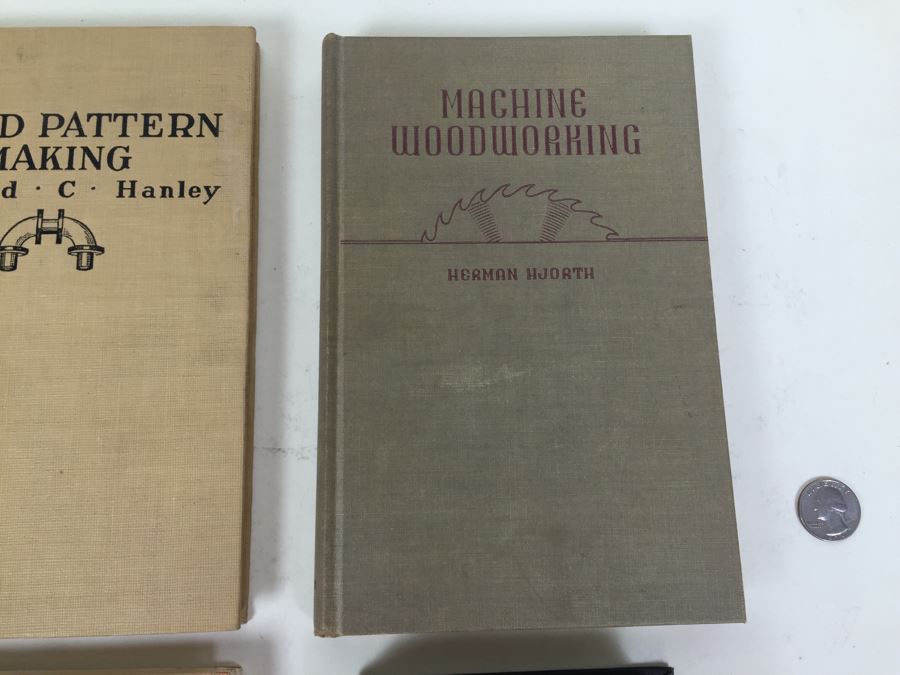 D PATTERN
MAKING
d · C · Hanley
MACHINE
WOODWORKING
HERMAN HJORTH